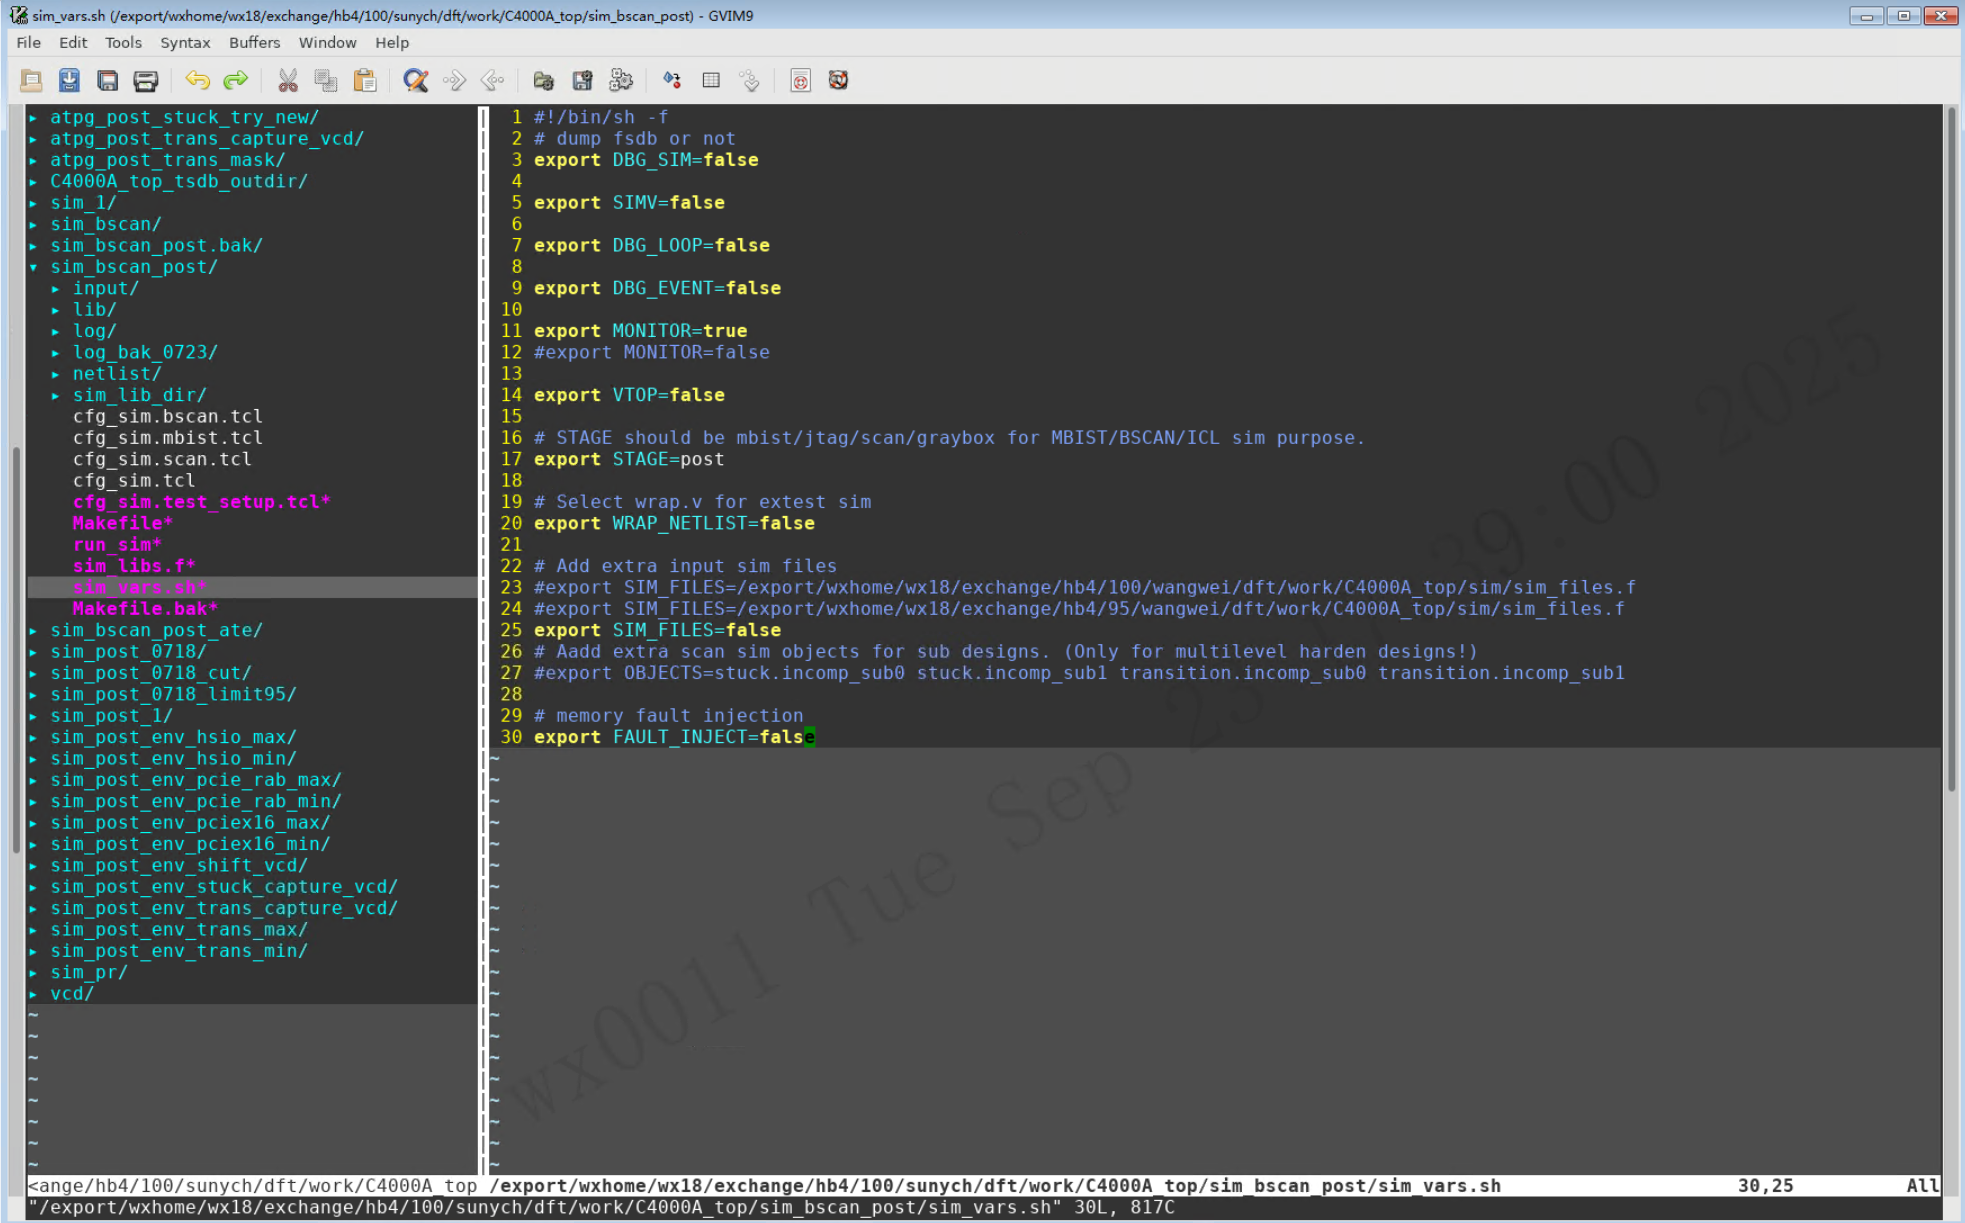 sim_vars.sh (/export/wxhome/wx18/exchange/hb4/100/sunych/dft/work/C4000A_top/sim_bscan_post) - GVIM9
File Edit Tools Syntax Buffers Window Help
▸ atpg_post_stuck_try_new/
▸ atpg_post_trans_capture_vcd/
▸ atpg_post_trans_mask/
▸ C4000A_top_tsdb_outdir/
▸ sim_1/
▸ sim_bscan/
▸ sim_bscan_post.bak/
▾ sim_bscan_post/
▸ input/
▸ lib/
▸ log/
▸ log_bak_0723/
▸ netlist/
▸ sim_lib_dir/
cfg_sim.bscan.tcl
cfg_sim.mbist.tcl
cfg_sim.scan.tcl
cfg_sim.tcl
cfg_sim.test_setup.tcl*
Makefile*
run_sim*
sim_libs.f*
sim_vars.sh*
Makefile.bak*
▸ sim_bscan_post_ate/
▸ sim_post_0718/
▸ sim_post_0718_cut/
▸ sim_post_0718_limit95/
▸ sim_post_1/
▸ sim_post_env_hsio_max/
▸ sim_post_env_hsio_min/
▸ sim_post_env_pcie_rab_max/
▸ sim_post_env_pcie_rab_min/
▸ sim_post_env_pciex16_max/
▸ sim_post_env_pciex16_min/
▸ sim_post_env_shift_vcd/
▸ sim_post_env_stuck_capture_vcd/
▸ sim_post_env_trans_capture_vcd/
▸ sim_post_env_trans_max/
▸ sim_post_env_trans_min/
▸ sim_pr/
▸ vcd/
1 #!/bin/sh -f
2 # dump fsdb or not
3 export DBG_SIM=false
4
5 export SIMV=false
6
7 export DBG_LOOP=false
8
9 export DBG_EVENT=false
10
11 export MONITOR=true
12 #export MONITOR=false
13
14 export VTOP=false
15
16 # STAGE should be mbist/jtag/scan/graybox for MBIST/BSCAN/ICL sim purpose.
17 export STAGE=post
18
19 # Select wrap.v for extest sim
20 export WRAP_NETLIST=false
21
22 # Add extra input sim files
23 #export SIM_FILES=/export/wxhome/wx18/exchange/hb4/100/wangwei/dft/work/C4000A_top/sim/sim_files.f
24 #export SIM_FILES=/export/wxhome/wx18/exchange/hb4/95/wangwei/dft/work/C4000A_top/sim/sim_files.f
25 export SIM_FILES=false
26 # Aadd extra scan sim objects for sub designs. (Only for multilevel harden designs!)
27 #export OBJECTS=stuck.incomp_sub0 stuck.incomp_sub1 transition.incomp_sub0 transition.incomp_sub1
28
29 # memory fault injection
30 export FAULT_INJECT=false
<ange/hb4/100/sunych/dft/work/C4000A_top /export/wxhome/wx18/exchange/hb4/100/sunych/dft/work/C4000A_top/sim_bscan_post/sim_vars.sh 30,25 All
"/export/wxhome/wx18/exchange/hb4/100/sunych/dft/work/C4000A_top/sim_bscan_post/sim_vars.sh" 30L, 817C
wx0011 Tue Sep 23 39:00 2025